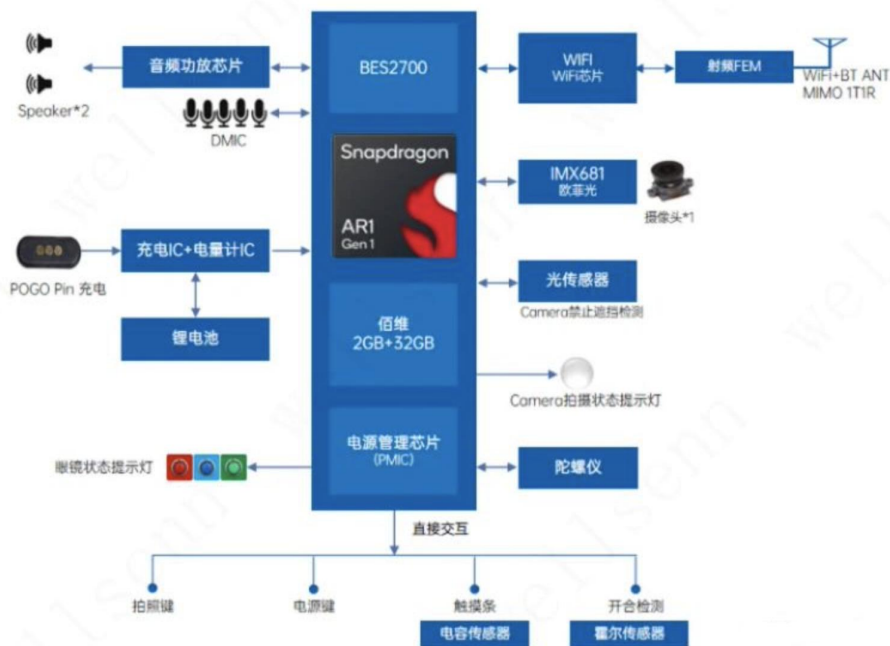 音频功放芯片
Speaker*2
DMIC
BES2700
WIFI
WiFi芯片
射频FEM
WiFi+BT ANT
MIMO 1T1R
Snapdragon
AR1
Gen 1
IMX681
欧菲光
摄像头*1
POGO Pin 充电
充电IC+电量计IC
锂电池
光传感器
Camera禁止遮挡检测
佰维
2GB+32GB
Camera拍摄状态提示灯
眼镜状态提示灯
电源管理芯片
(PMIC)
陀螺仪
直接交互
拍照键
电源键
触摸条
电容传感器
开合检测
霍尔传感器
wellsenn